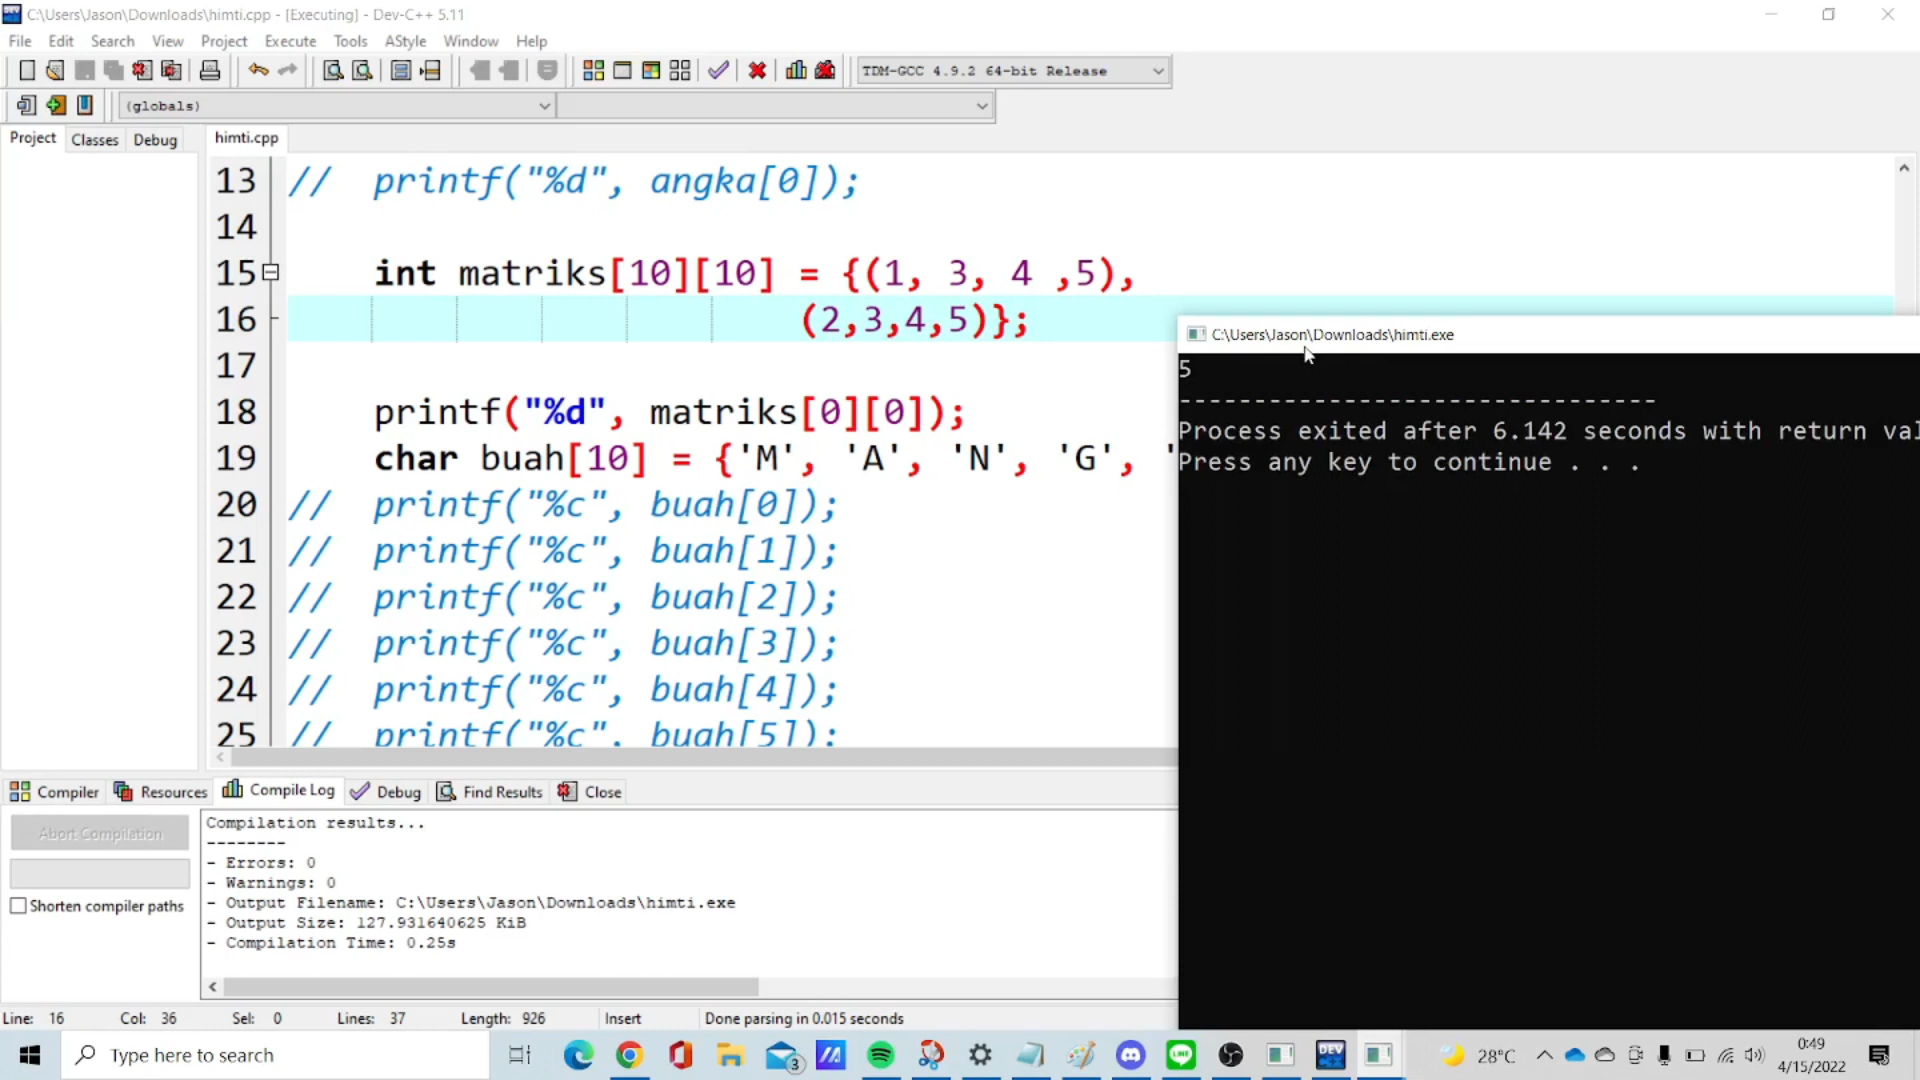 C:\Users\Jason\Downloads\himti.cpp - [Executing] - Dev-C++ 5.11
File Edit Search View Project Execute Tools AStyle Window Help
TDM-GCC 4.9.2 64-bit Release
(globals)
Project Classes Debug himti.cpp
13 // printf("%d", angka[0]);
14
15 int matriks[10][10] = {(1, 3, 4 ,5),
16 (2,3,4,5)};
17
18 printf("%d", matriks[0][0]);
19 char buah[10] = {'M', 'A', 'N', 'G', '
20 // printf("%c", buah[0]);
21 // printf("%c", buah[1]);
22 // printf("%c", buah[2]);
23 // printf("%c", buah[3]);
24 // printf("%c", buah[4]);
25 // printf("%c", buah[5]);
C:\Users\Jason\Downloads\himti.exe
5
--------------------------------
Process exited after 6.142 seconds with return val
Press any key to continue . . .
Compiler Resources Compile Log Debug Find Results Close
Abort Compilation
Shorten compiler paths
Compilation results...
--------
- Errors: 0
- Warnings: 0
- Output Filename: C:\Users\Jason\Downloads\himti.exe
- Output Size: 127.931640625 KiB
- Compilation Time: 0.25s
Line: 16 Col: 36 Sel: 0 Lines: 37 Length: 926 Insert Done parsing in 0.015 seconds
Type here to search
3
DEV
LINE
28°C
0:49
4/15/2022